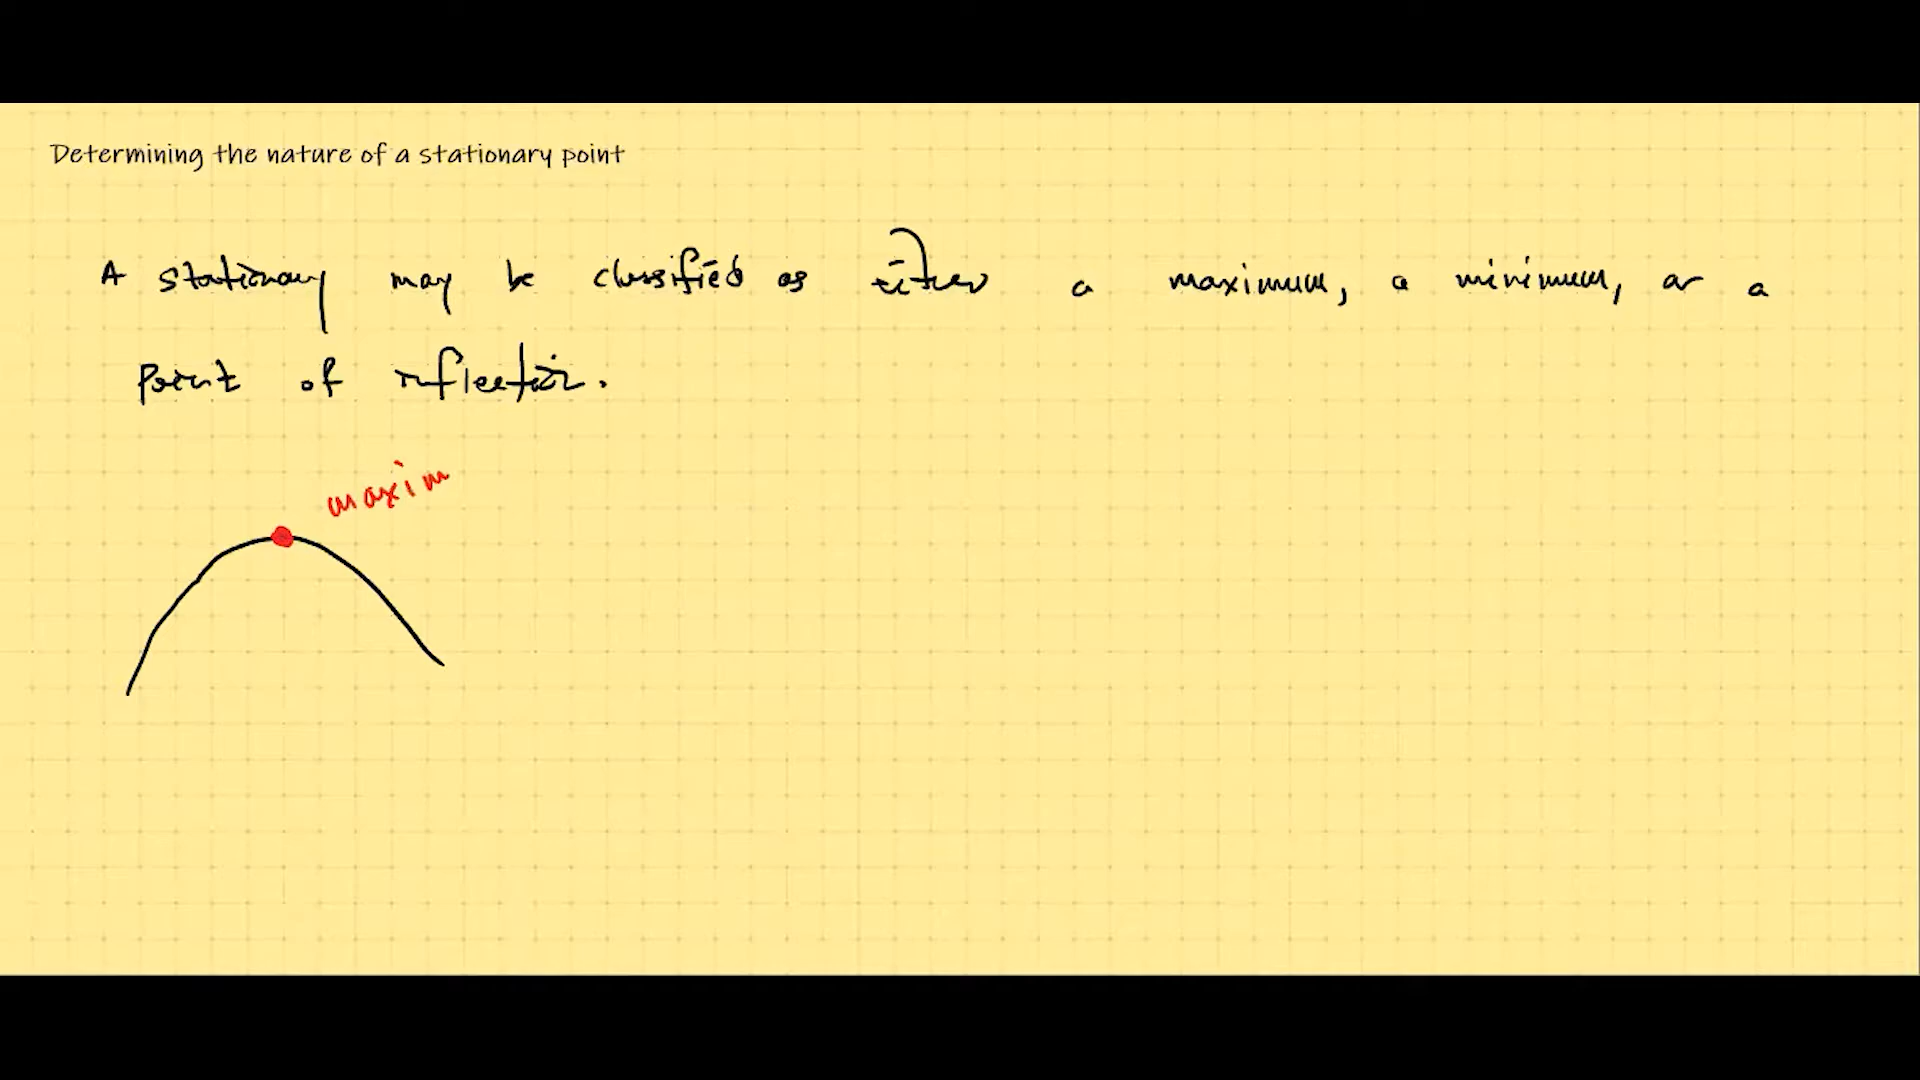 Determining the nature of a stationary point
A stationary may be classified as either a maximum, a minimum, or a
point of inflection.
maxim